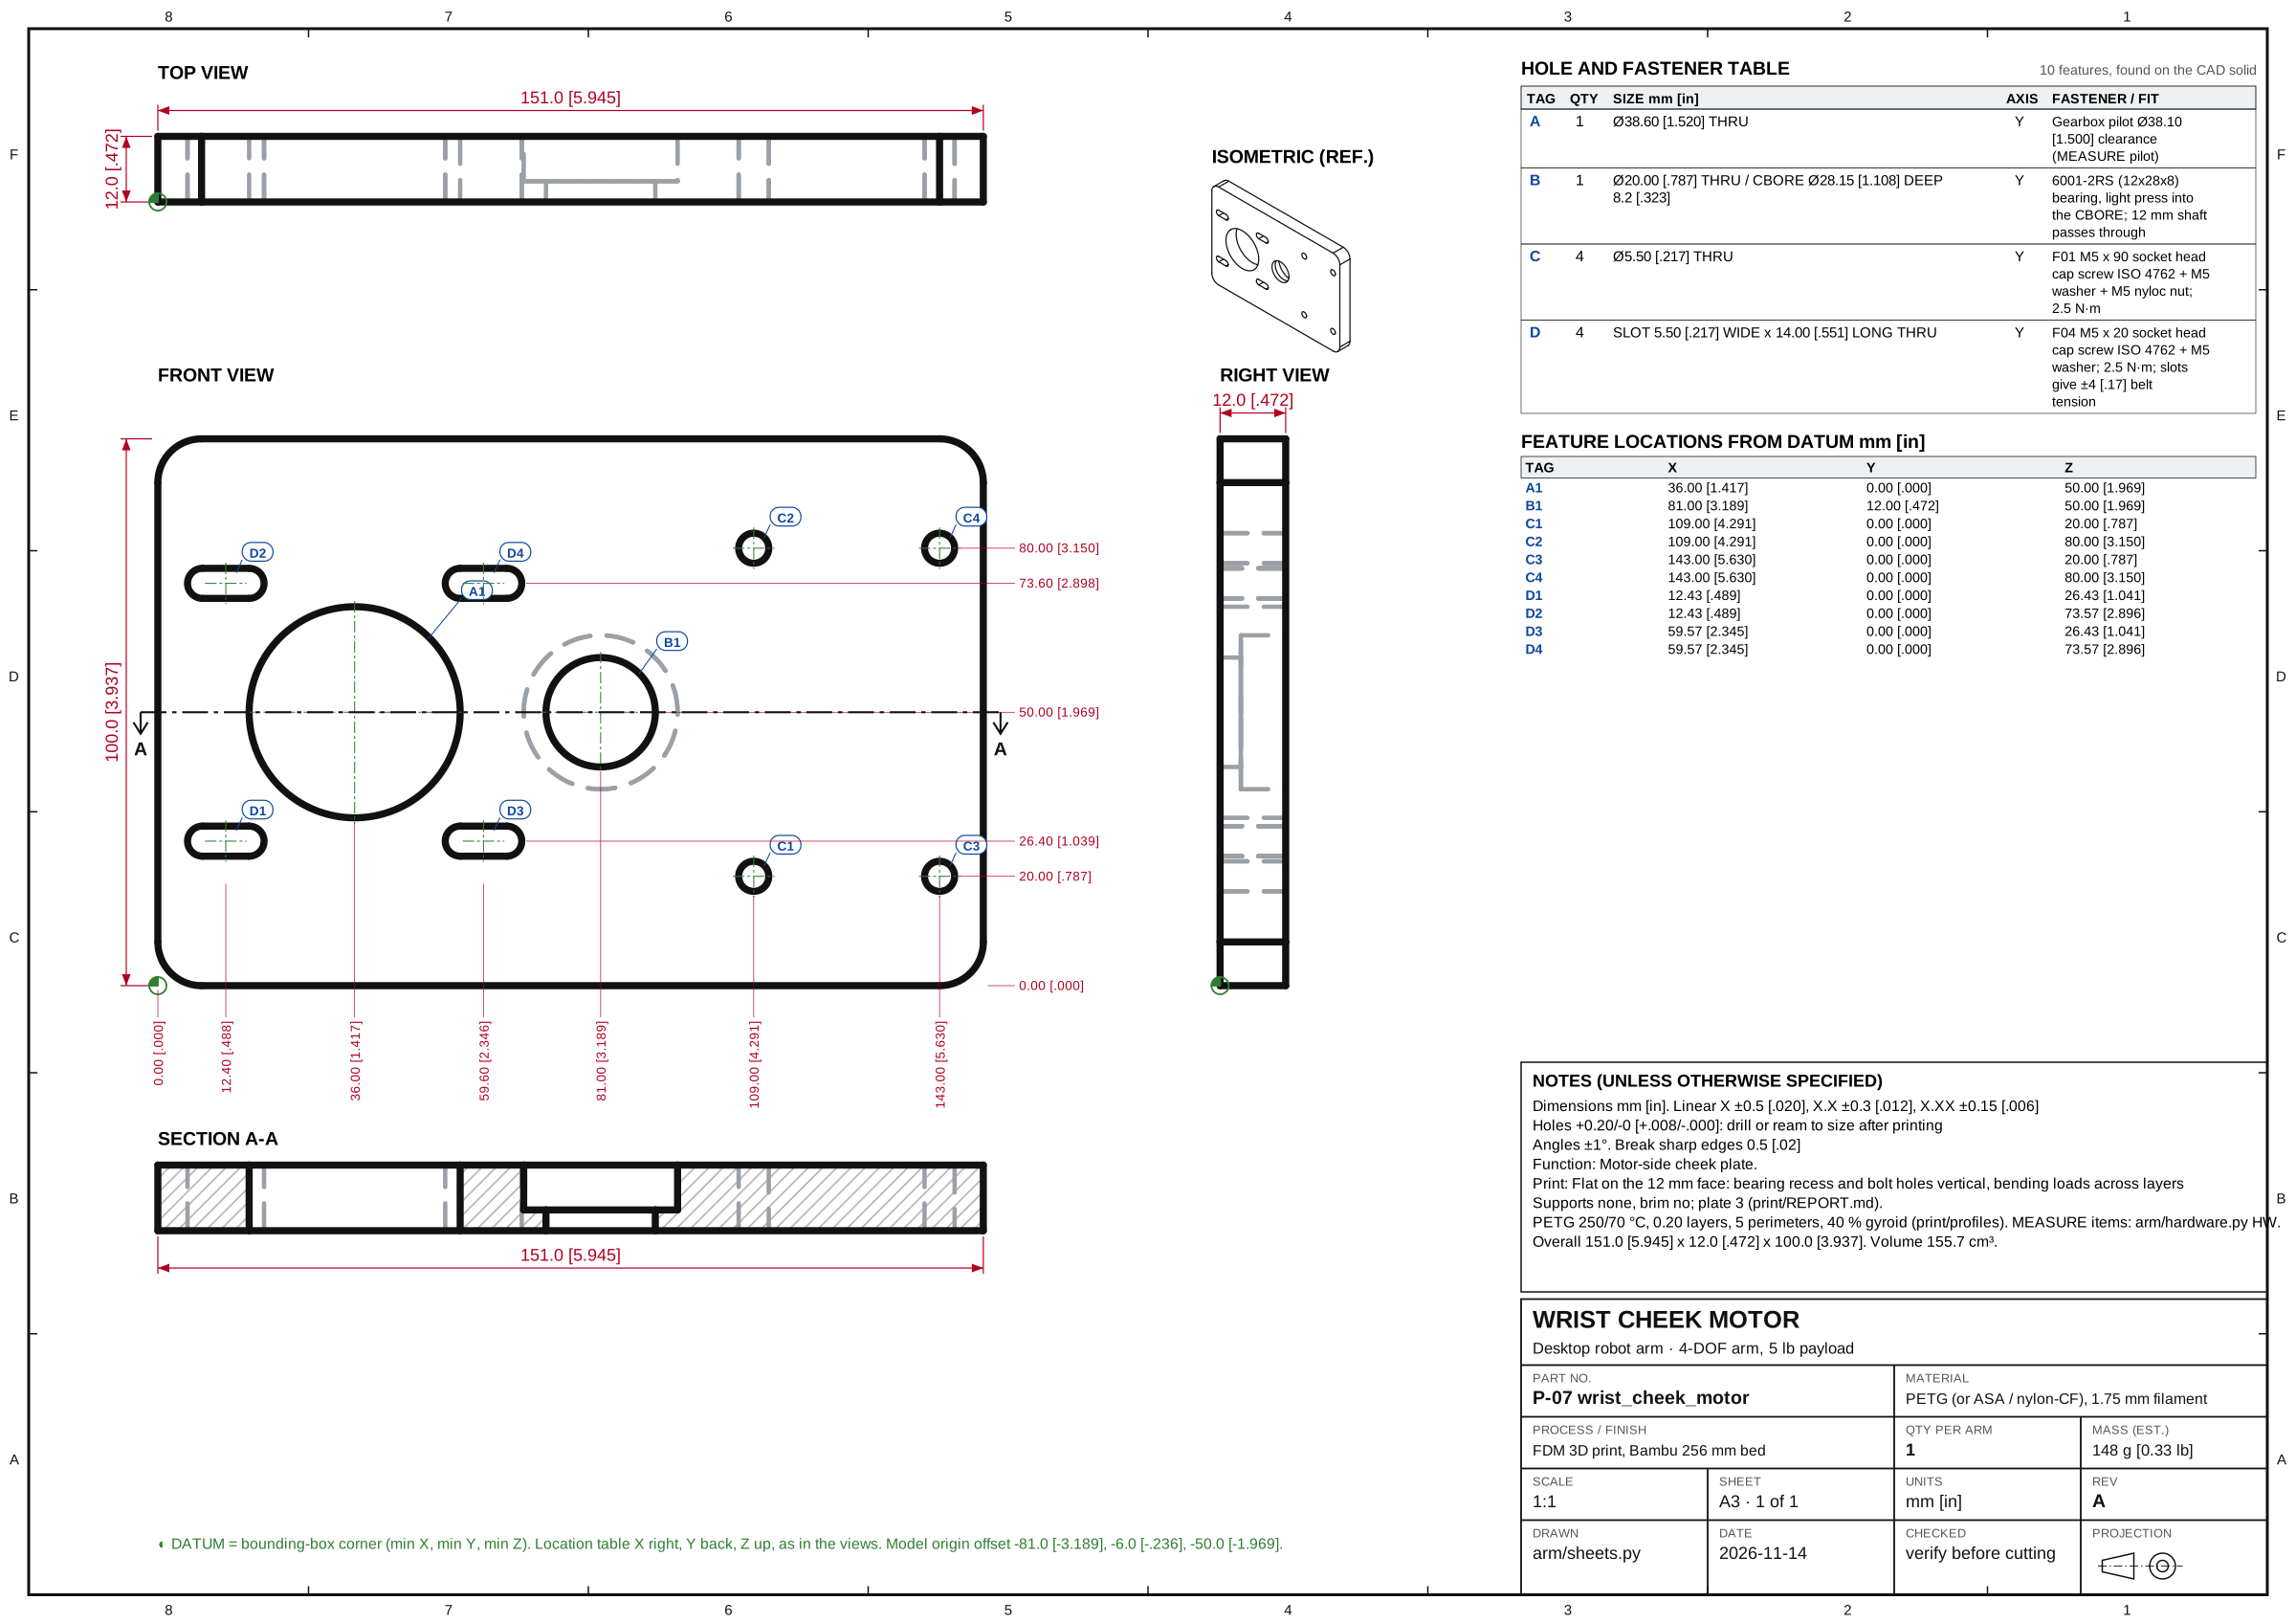 8 7 6 5 4 3 2 1
F
E
D
C
B
A
F
E
D
C
B
A
TOP VIEW
151.0 [5.945]
12.0 [.472]
ISOMETRIC (REF.)
FRONT VIEW
100.0 [3.937]
C2
C4
D2
D4
A1
B1
D1
D3
C1
C3
A
A
80.00 [3.150]
73.60 [2.898]
50.00 [1.969]
26.40 [1.039]
20.00 [.787]
0.00 [.000]
0.00 [.000]
12.40 [.488]
36.00 [1.417]
59.60 [2.346]
81.00 [3.189]
109.00 [4.291]
143.00 [5.630]
RIGHT VIEW
12.0 [.472]
SECTION A-A
151.0 [5.945]
◖ DATUM = bounding-box corner (min X, min Y, min Z). Location table X right, Y back, Z up, as in the views. Model origin offset -81.0 [-3.189], -6.0 [-.236], -50.0 [-1.969].
HOLE AND FASTENER TABLE
10 features, found on the CAD solid
TAG QTY SIZE mm [in] AXIS FASTENER / FIT
A 1 Ø38.60 [1.520] THRU Y Gearbox pilot Ø38.10
[1.500] clearance
(MEASURE pilot)
B 1 Ø20.00 [.787] THRU / CBORE Ø28.15 [1.108] DEEP Y 6001-2RS (12x28x8)
8.2 [.323] bearing, light press into
the CBORE; 12 mm shaft
passes through
C 4 Ø5.50 [.217] THRU Y F01 M5 x 90 socket head
cap screw ISO 4762 + M5
washer + M5 nyloc nut;
2.5 N·m
D 4 SLOT 5.50 [.217] WIDE x 14.00 [.551] LONG THRU Y F04 M5 x 20 socket head
cap screw ISO 4762 + M5
washer; 2.5 N·m; slots
give ±4 [.17] belt
tension
FEATURE LOCATIONS FROM DATUM mm [in]
TAG X Y Z
A1 36.00 [1.417] 0.00 [.000] 50.00 [1.969]
B1 81.00 [3.189] 12.00 [.472] 50.00 [1.969]
C1 109.00 [4.291] 0.00 [.000] 20.00 [.787]
C2 109.00 [4.291] 0.00 [.000] 80.00 [3.150]
C3 143.00 [5.630] 0.00 [.000] 20.00 [.787]
C4 143.00 [5.630] 0.00 [.000] 80.00 [3.150]
D1 12.43 [.489] 0.00 [.000] 26.43 [1.041]
D2 12.43 [.489] 0.00 [.000] 73.57 [2.896]
D3 59.57 [2.345] 0.00 [.000] 26.43 [1.041]
D4 59.57 [2.345] 0.00 [.000] 73.57 [2.896]
NOTES (UNLESS OTHERWISE SPECIFIED)
Dimensions mm [in]. Linear X ±0.5 [.020], X.X ±0.3 [.012], X.XX ±0.15 [.006]
Holes +0.20/-0 [+.008/-.000]: drill or ream to size after printing
Angles ±1°. Break sharp edges 0.5 [.02]
Function: Motor-side cheek plate.
Print: Flat on the 12 mm face: bearing recess and bolt holes vertical, bending loads across layers
Supports none, brim no; plate 3 (print/REPORT.md).
PETG 250/70 °C, 0.20 layers, 5 perimeters, 40 % gyroid (print/profiles). MEASURE items: arm/hardware.py HW.
Overall 151.0 [5.945] x 12.0 [.472] x 100.0 [3.937]. Volume 155.7 cm³.
WRIST CHEEK MOTOR
Desktop robot arm · 4-DOF arm, 5 lb payload
PART NO. MATERIAL
P-07 wrist_cheek_motor PETG (or ASA / nylon-CF), 1.75 mm filament
PROCESS / FINISH QTY PER ARM MASS (EST.)
FDM 3D print, Bambu 256 mm bed 1 148 g [0.33 lb]
SCALE SHEET UNITS REV
1:1 A3 · 1 of 1 mm [in] A
DRAWN DATE CHECKED PROJECTION
arm/sheets.py 2026-11-14 verify before cutting
8 7 6 5 4 3 2 1